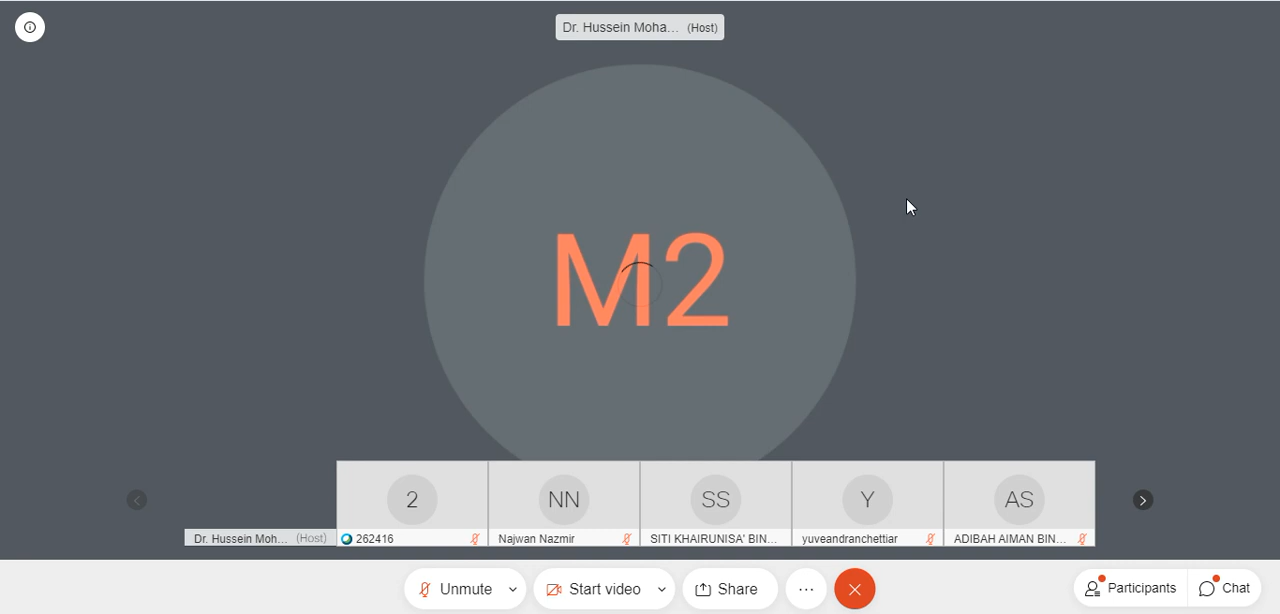 Dr. Hussein Moha... (Host)
M2
2
NN
SS
Y
AS
Dr. Hussein Moh... (Host)
262416
Najwan Nazmir
SITI KHAIRUNISA' BIN...
yuveandranchettiar
ADIBAH AIMAN BIN...
Unmute
Start video
Share
Participants
Chat